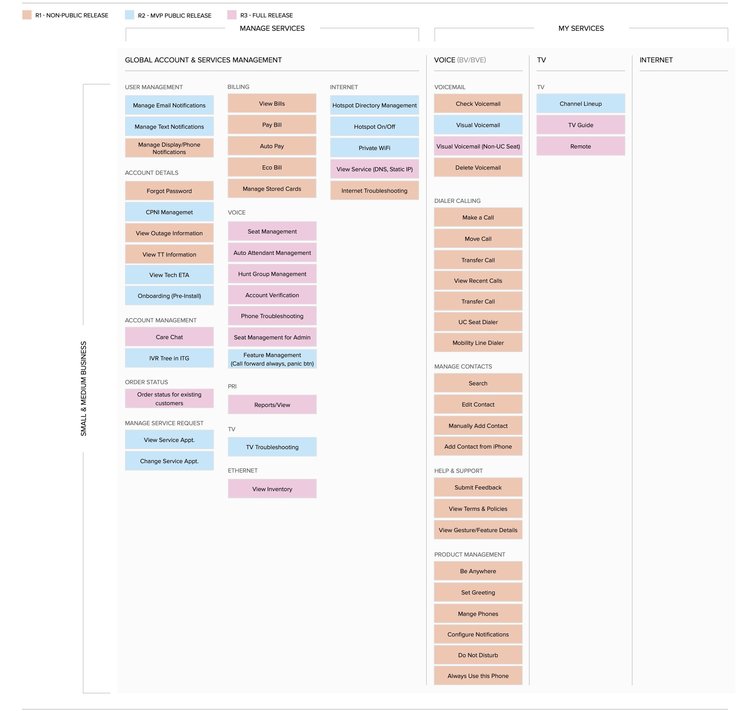 R1 - NON-PUBLIC RELEASE
R2 - MVP PUBLIC RELEASE
R3 - FULL RELEASE
MANAGE SERVICES
MY SERVICES
SMALL & MEDIUM BUSINESS
GLOBAL ACCOUNT & SERVICES MANAGEMENT
USER MANAGEMENT
Manage Email Notifications
Manage Text Notifications
Manage Display/Phone
Notifications
ACCOUNT DETAILS
Forgot Password
CPNI Managemet
View Outage Information
View TT Information
View Tech ETA
Onboarding (Pre-Install)
ACCOUNT MANAGEMENT
Care Chat
IVR Tree in ITG
ORDER STATUS
Order status for existing
customers
MANAGE SERVICE REQUEST
View Service Appt.
Change Service Appt.
BILLING
View Bills
Pay Bill
Auto Pay
Eco Bill
Manage Stored Cards
VOICE
Seat Management
Auto Attendant Management
Hunt Group Management
Account Verification
Phone Troubleshooting
Seat Management for Admin
Feature Management
(Call forward always, panic btn)
PRI
Reports/View
TV
TV Troubleshooting
ETHERNET
View Inventory
INTERNET
Hotspot Directory Management
Hotspot On/Off
Private WiFi
View Service (DNS, Static IP)
Internet Troubleshooting
VOICE (BV/BVE)
VOICEMAIL
Check Voicemail
Visual Voicemail
Visual Voicemail (Non-UC Seat)
Delete Voicemail
DIALER CALLING
Make a Call
Move Call
Transfer Call
View Recent Calls
Transfer Call
UC Seat Dialer
Mobility Line Dialer
MANAGE CONTACTS
Search
Edit Contact
Manually Add Contact
Add Contact from iPhone
HELP & SUPPORT
Submit Feedback
View Terms & Policies
View Gesture/Feature Details
PRODUCT MANAGEMENT
Be Anywhere
Set Greeting
Mange Phones
Configure Notifications
Do Not Disturb
Always Use this Phone
TV
TV
Channel Lineup
TV Guide
Remote
INTERNET